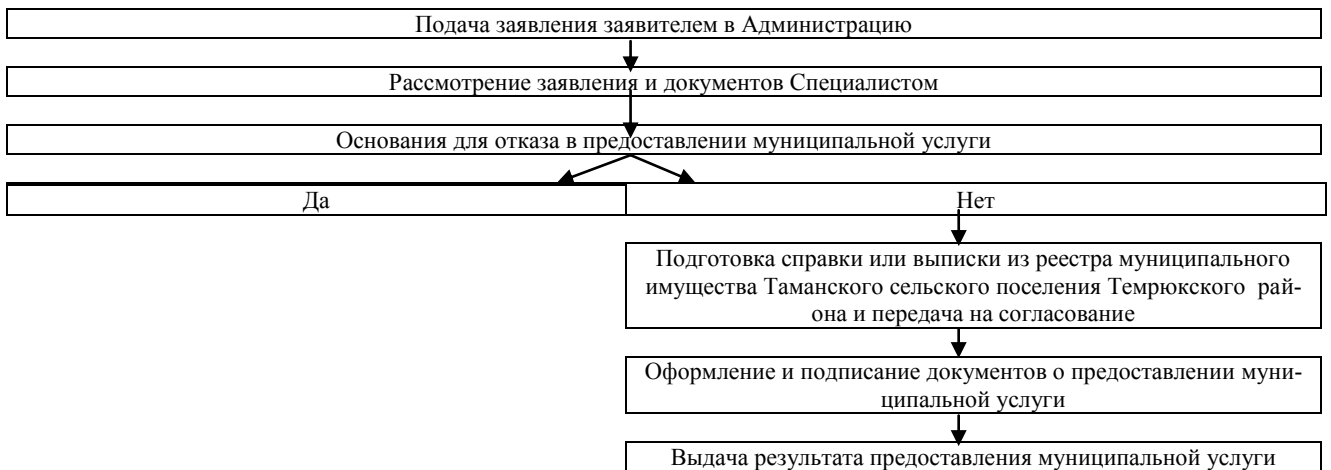 Подача заявления заявителем в Администрацию
Рассмотрение заявления и документов Специалистом
Основания для отказа в предоставлении муниципальной услуги
Да
Нет
Подготовка справки или выписки из реестра муниципального
имущества Таманского сельского поселения Темрюкского рай-
она и передача на согласование
Оформление и подписание документов о предоставлении муни-
ципальной услуги
Выдача результата предоставления муниципальной услуги